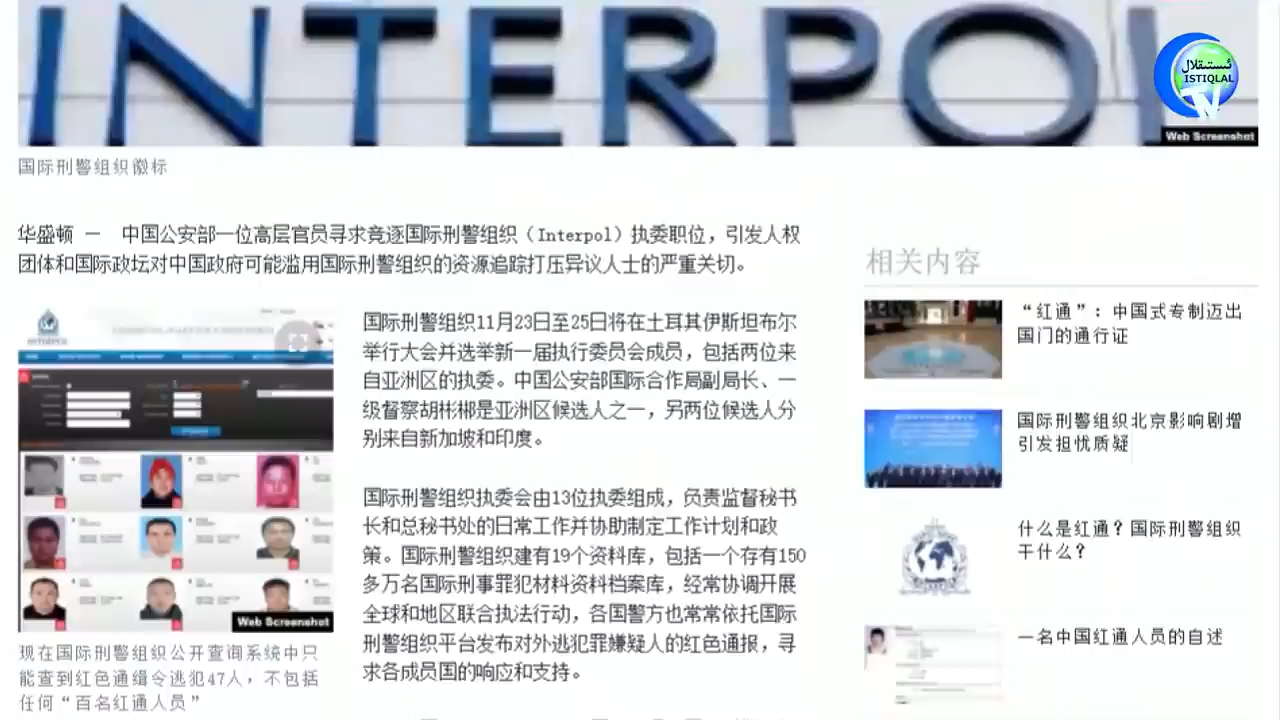 INTERPOL
ئىستىقلال
ISTIQLAL
TV
Web Screenshot
国际刑警组织徽标
华盛顿 — 中国公安部一位高层官员寻求竞逐国际刑警组织（Interpol）执委职位，引发人权
团体和国际政坛对中国政府可能滥用国际刑警组织的资源追踪打压异议人士的严重关切。
国际刑警组织11月23日至25日将在土耳其伊斯坦布尔
举行大会并选举新一届执行委员会成员，包括两位来
自亚洲区的执委。中国公安部国际合作局副局长、一
级督察胡彬郴是亚洲区候选人之一，另两位候选人分
别来自新加坡和印度。
国际刑警组织执委会由13位执委组成，负责监督秘书
长和总秘书处的日常工作并协助制定工作计划和政
策。国际刑警组织建有19个资料库，包括一个存有150
多万名国际刑事罪犯材料资料档案库，经常协调开展
全球和地区联合执法行动，各国警方也常常依托国际
刑警组织平台发布对外逃犯罪嫌疑人的红色通报，寻
求各成员国的响应和支持。
Web Screenshot
现在国际刑警组织公开查询系统中只
能查到红色通缉令逃犯47人，不包括
任何“百名红通人员”
相关内容
“红通”：中国式专制迈出
国门的通行证
国际刑警组织北京影响剧增
引发担忧质疑
什么是红通？国际刑警组织
干什么？
一名中国红通人员的自述